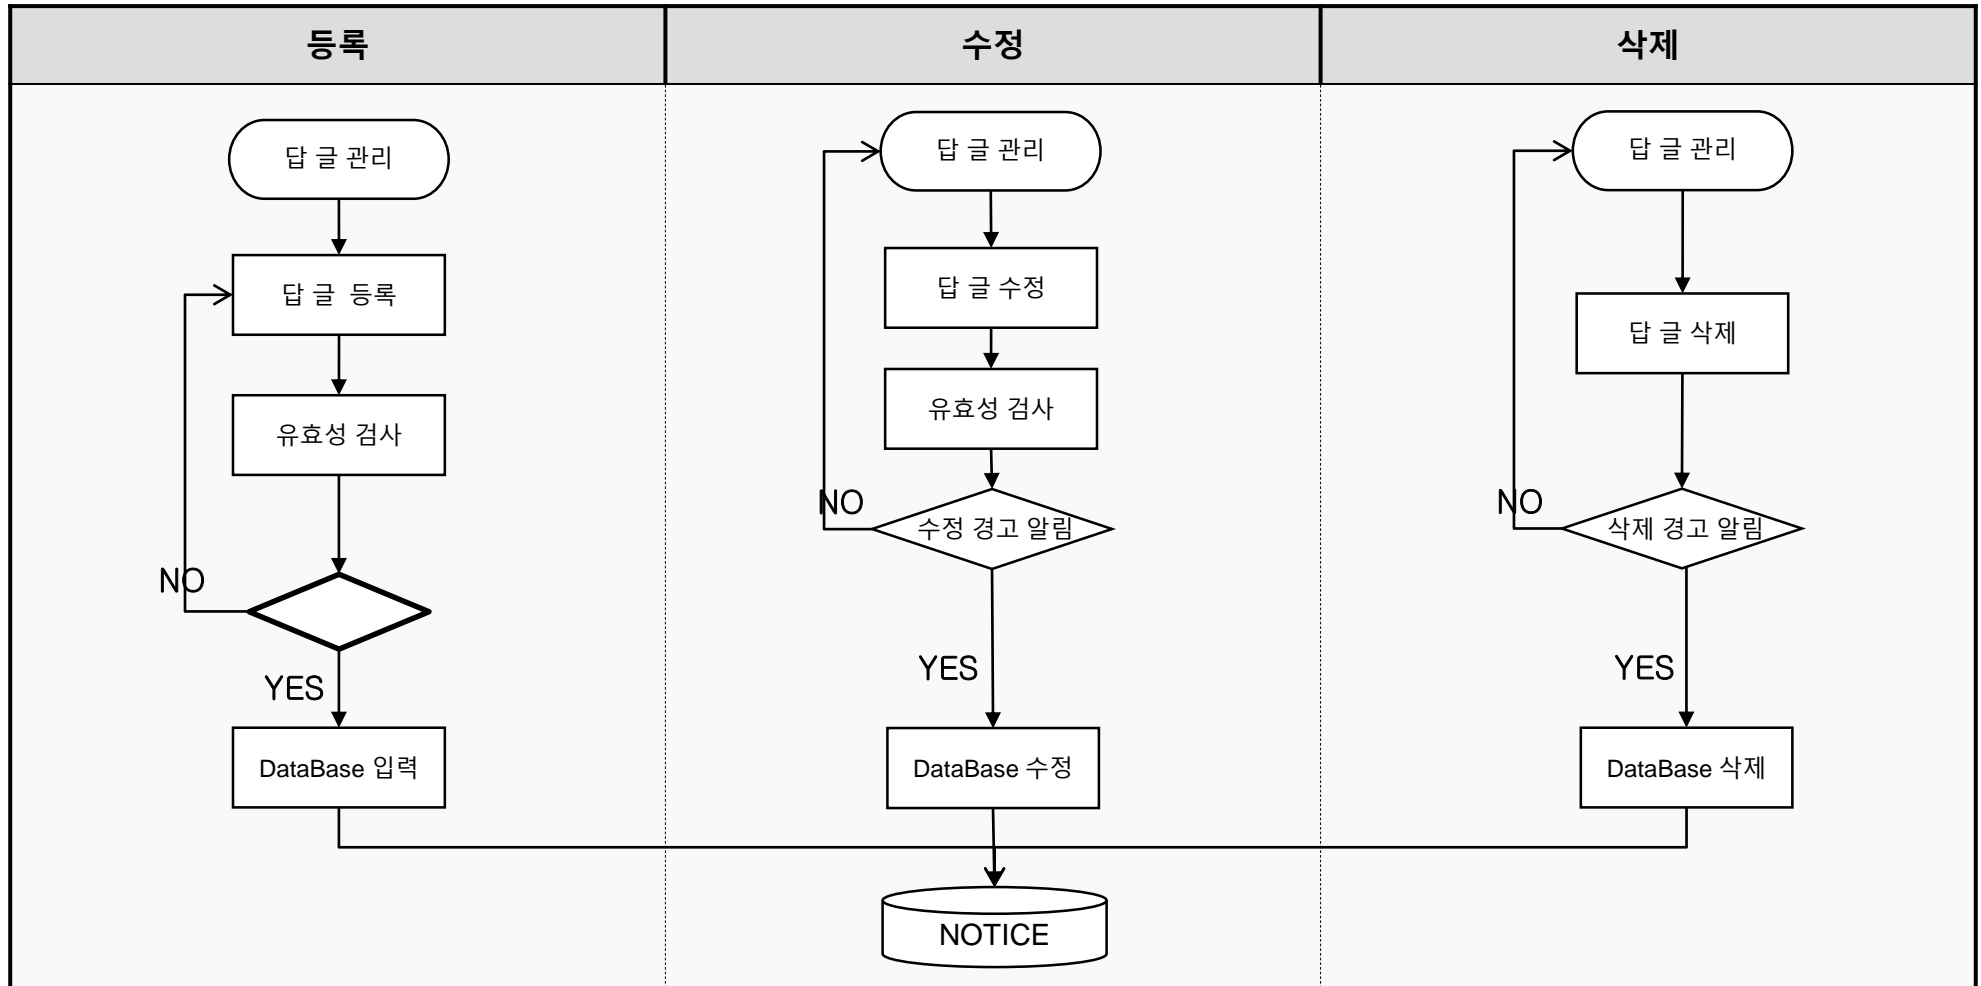 등록
수정
삭제
답 글 관리
답 글 등록
유효성 검사
NO
YES
DataBase 입력
답 글 관리
답 글 수정
유효성 검사
NO
수정 경고 알림
YES
DataBase 수정
답 글 관리
답 글 삭제
NO
삭제 경고 알림
YES
DataBase 삭제
NOTICE